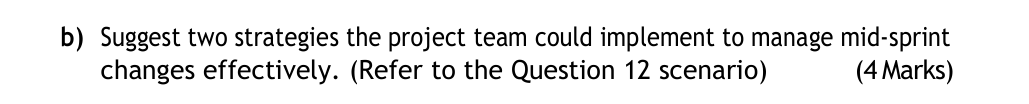 b) Suggest two strategies the project team could implement to manage mid-sprint
changes effectively. (Refer to the Question 12 scenario) (4 Marks)